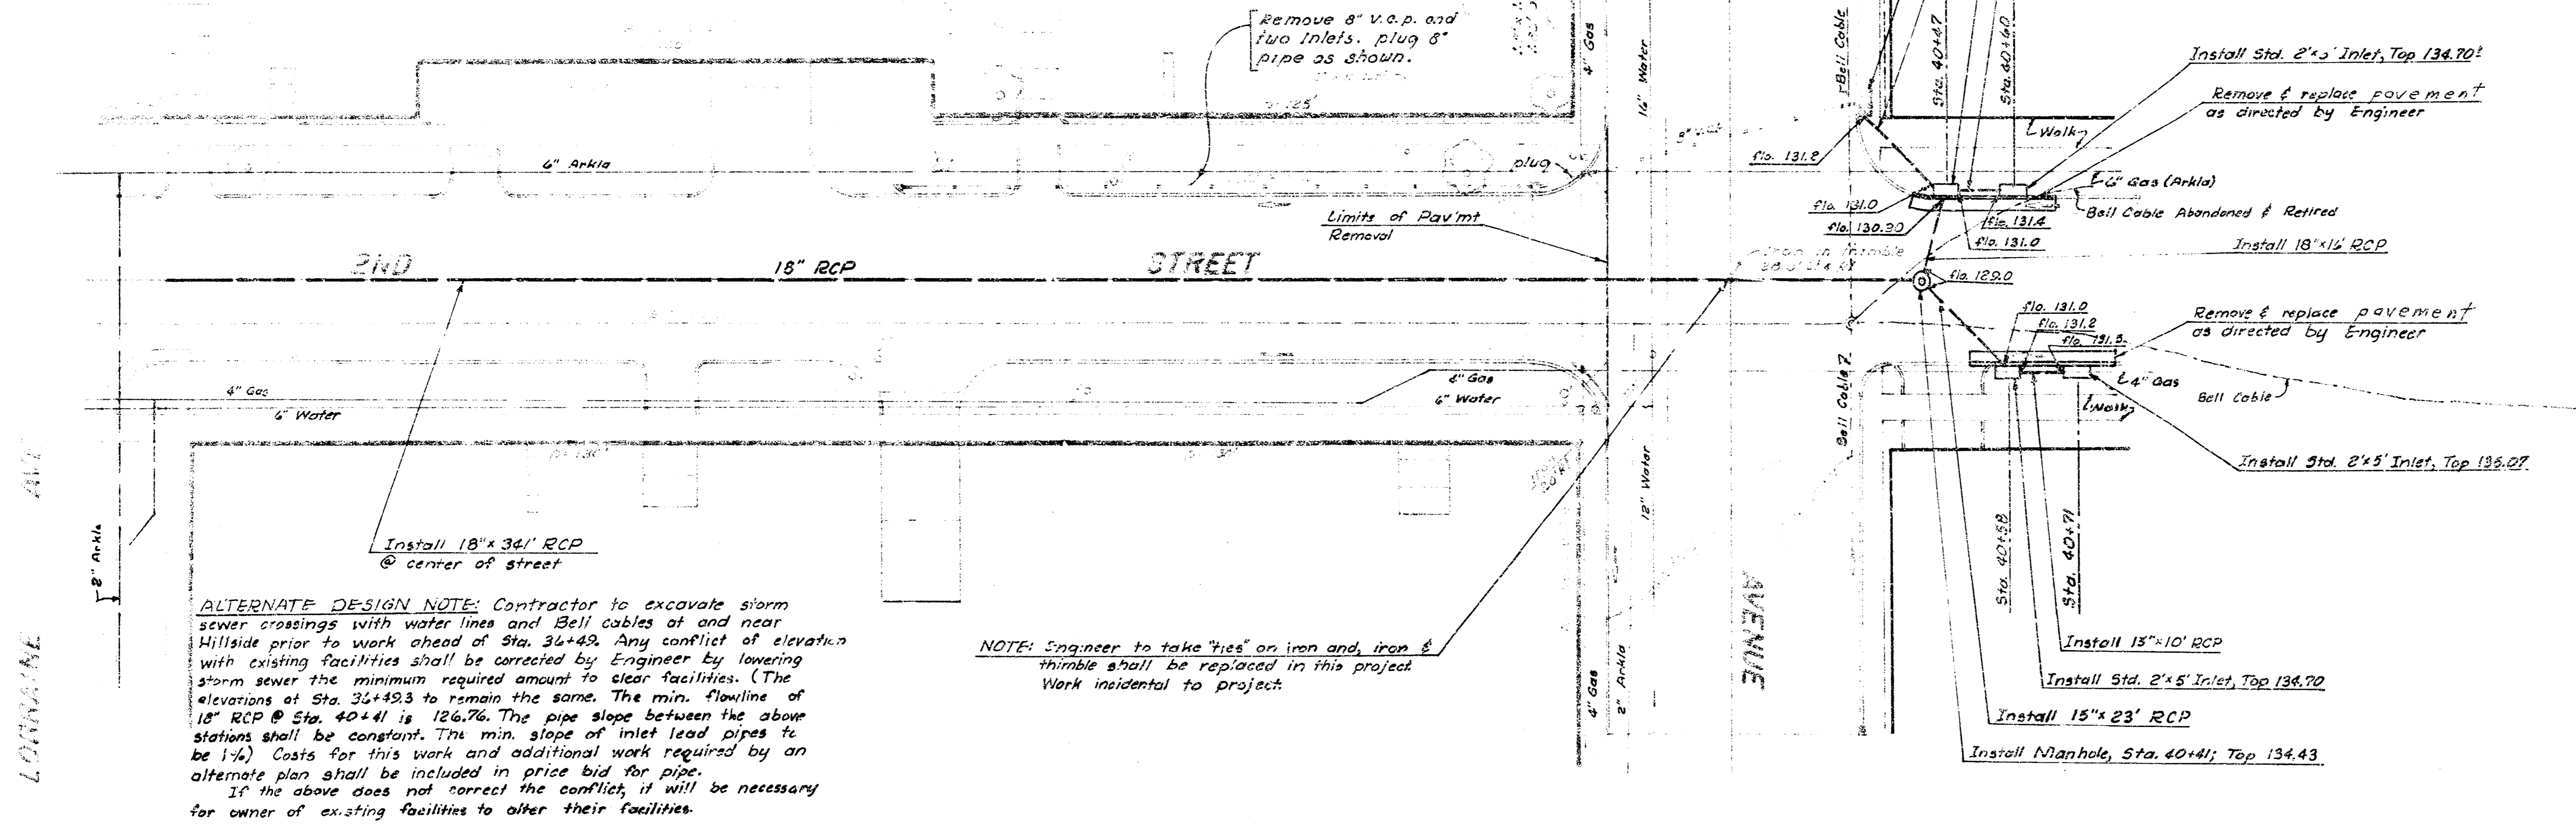 Remove 8" V.C.P. and
two Inlets. plug 8"
pipe as shown.
4" Gas
16" Water
Bell Cable
Sta. 40+47
Sta. 40+60
Install Std. 2'x5' Inlet, Top 134.70±
Remove & replace pavement
as directed by Engineer
Walk
6" Arkla
plug
flo. 131.2
6" Gas (Arkla)
Bell Cable Abandoned & Retired
Limits of Pav'mt
Removal
flo. 131.0
flo. 130.90
flo. 131.4
flo. 131.0
Install 18"x16' RCP
2ND STREET
18" RCP
flo. 129.0
flo. 131.0
flo. 131.2
flo. 131.5
Remove & replace pavement
as directed by Engineer
4" Gas
6" Water
4" Gas
6" Water
Bell Cable
4" Gas
Bell Cable
Walk
Install Std. 2'x5' Inlet, Top 135.07
12" Water
8" Arkla
Install 18"x 341' RCP
@ center of street
Sta. 40+58
Sta. 40+71
LORRAINE AVE
AVENUE
ALTERNATE DESIGN NOTE: Contractor to excavate storm
sewer crossings with water lines and Bell cables at and near
Hillside prior to work ahead of Sta. 36+49. Any conflict of elevation
with existing facilities shall be corrected by Engineer by lowering
storm sewer the minimum required amount to clear facilities. (The
elevations at Sta. 36+49.3 to remain the same. The min. flowline of
18" RCP @ Sta. 40+41 is 126.76. The pipe slope between the above
stations shall be constant. The min. slope of inlet lead pipes to
be 1%) Costs for this work and additional work required by an
alternate plan shall be included in price bid for pipe.
If the above does not correct the conflict, it will be necessary
for owner of existing facilities to alter their facilities.
NOTE: Engineer to take "ties" on iron and, iron &
thimble shall be replaced in this project.
Work incidental to project.
4" Gas
2" Arkla
Install 15"x10' RCP
Install Std. 2'x5' Inlet, Top 134.70
Install 15"x 23' RCP
Install Manhole, Sta. 40+41; Top 134.43